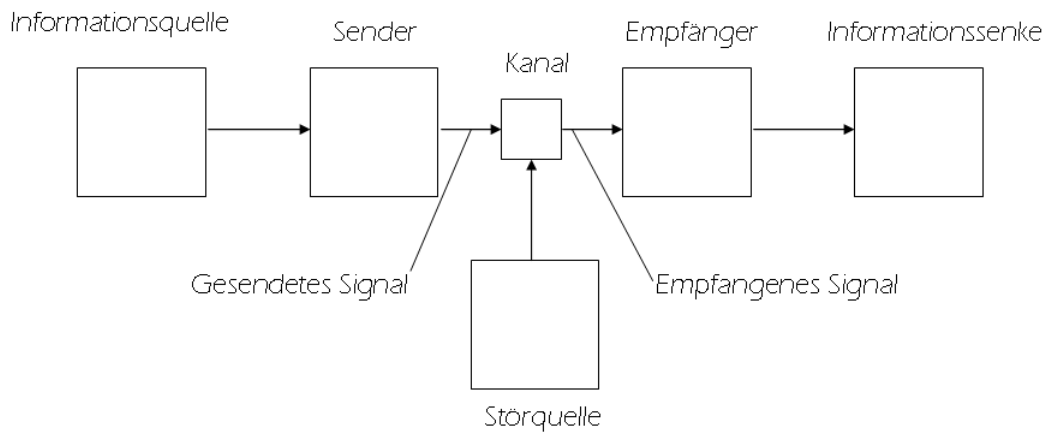 Informationsquelle
Sender
Kanal
Empfänger
Informationssenke
Gesendetes Signal
Empfangenes Signal
Störquelle